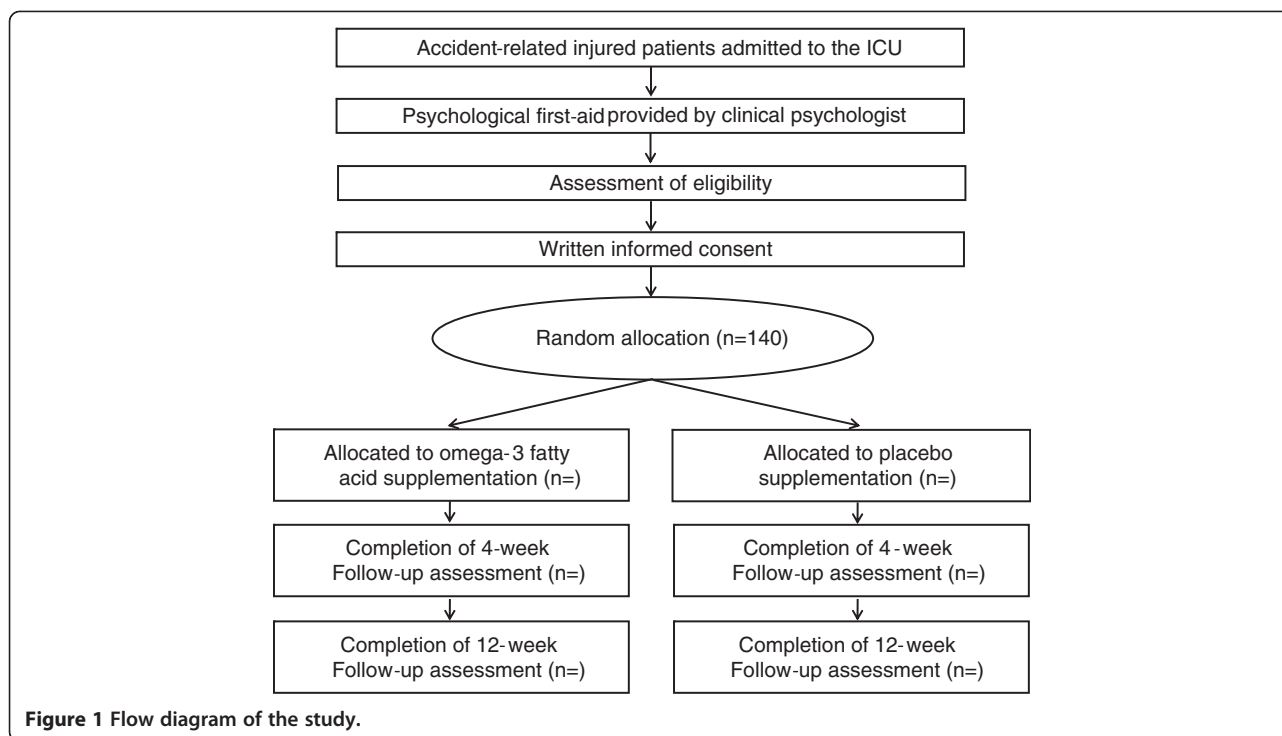 Accident-related injured patients admitted to the ICU
Psychological first-aid provided by clinical psychologist
Assessment of eligibility
Written informed consent
Random allocation (n=140)
Allocated to omega-3 fatty
acid supplementation (n=)
Allocated to placebo
supplementation (n=)
Completion of 4-week
Follow-up assessment (n=)
Completion of 4-week
Follow-up assessment (n=)
Completion of 12-week
Follow-up assessment (n=)
Completion of 12-week
Follow-up assessment (n=)
Figure 1 Flow diagram of the study.